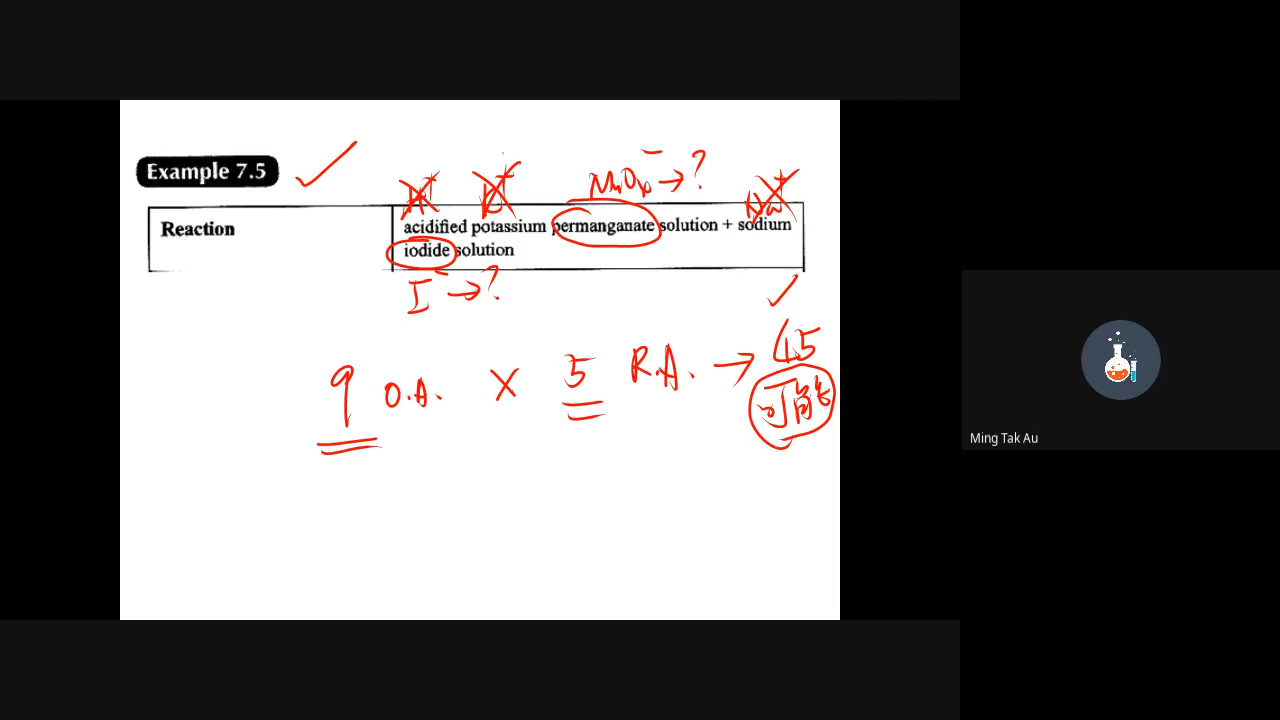 Example 7.5 ✓
MnO₄⁻ → ?
H⁺ K⁺ Na⁺
Reaction
acidified potassium permanganate solution + sodium
iodide solution
I⁻ → ?
✓
9 O.A. × 5 R.A. → 45
可能
Ming Tak Au